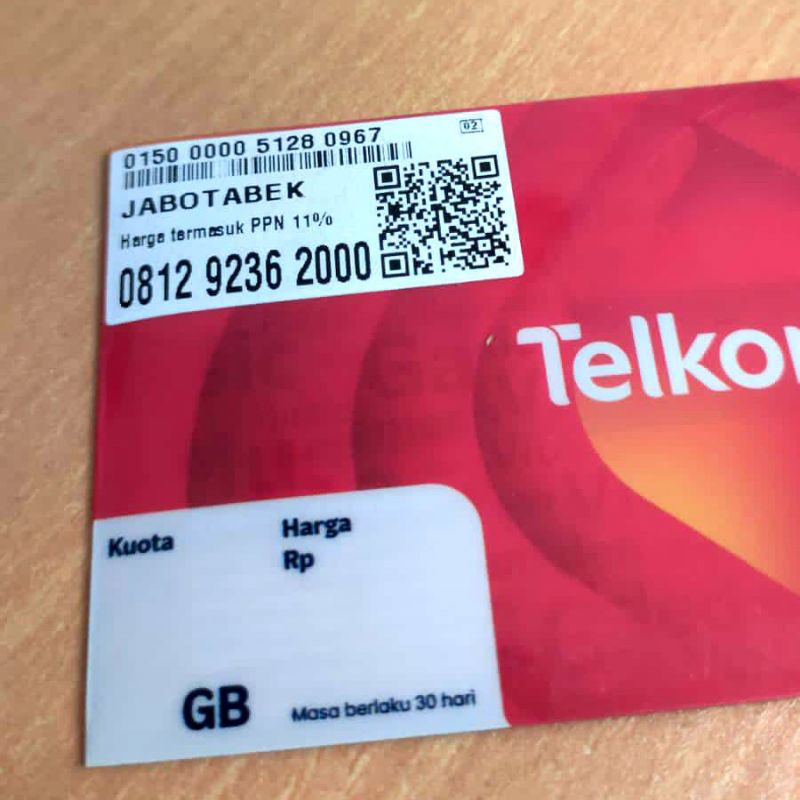 0150 0000 5128 0967
02
JABOTABEK
Harga termasuk PPN 11%
0812 9236 2000
Telkom
Kuota
Harga
Rp
GB
Masa berlaku 30 hari